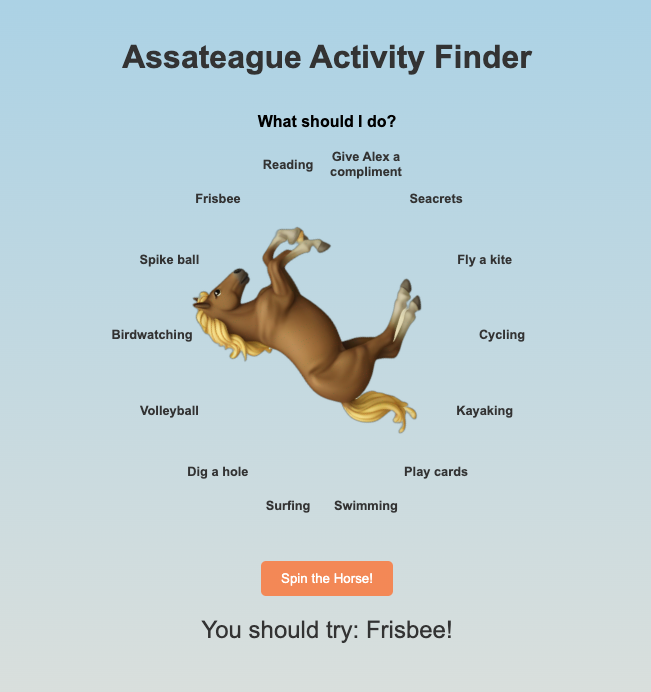 Assateague Activity Finder
What should I do?
Reading
Give Alex a
compliment
Frisbee
Seacrets
Spike ball
Fly a kite
Birdwatching
Cycling
Volleyball
Kayaking
Dig a hole
Play cards
Surfing
Swimming
Spin the Horse!
You should try: Frisbee!